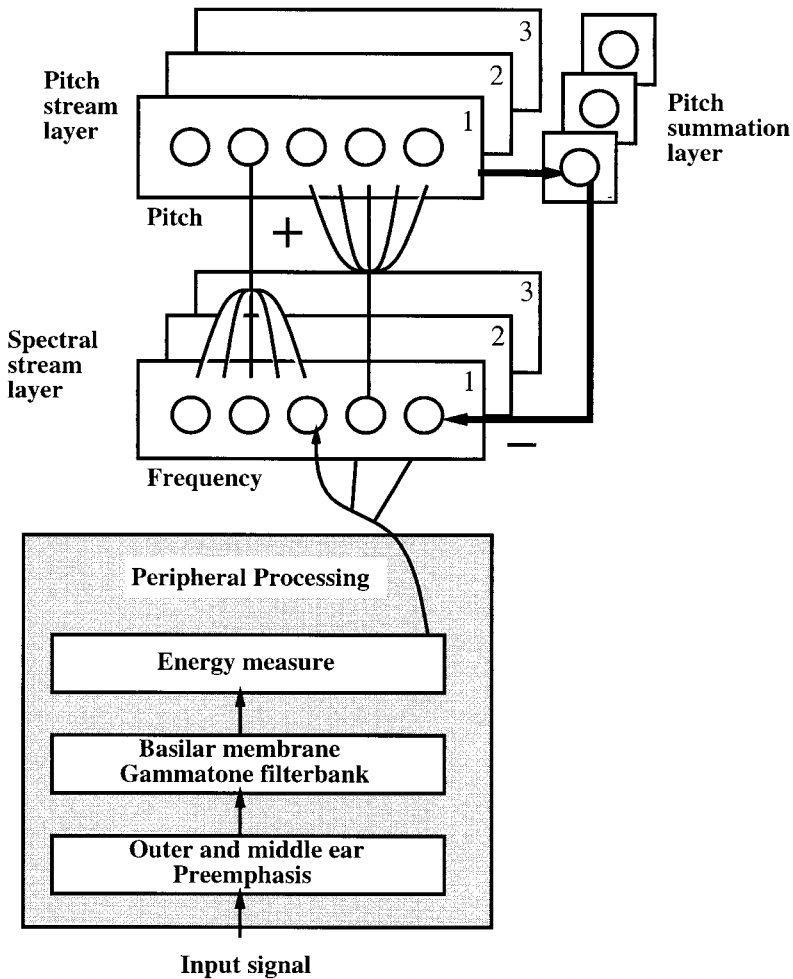 3
2
1
Pitch
stream
layer
Pitch
summation
layer
Pitch
+
3
2
1
Spectral
stream
layer
−
Frequency
Peripheral Processing
Energy measure
Basilar membrane
Gammatone filterbank
Outer and middle ear
Preemphasis
Input signal